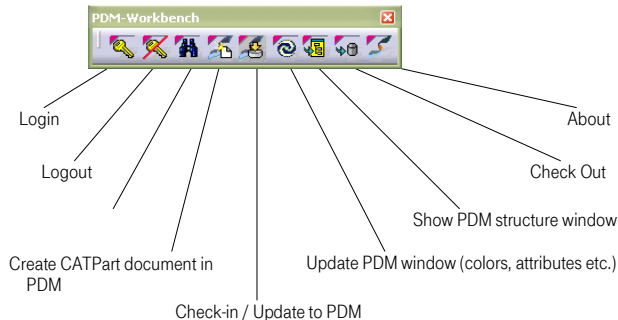 PDM-Workbench
Login
About
Logout
Check Out
Show PDM structure window
Create CATPart document in
PDM
Update PDM window (colors, attributes etc.)
Check-in / Update to PDM